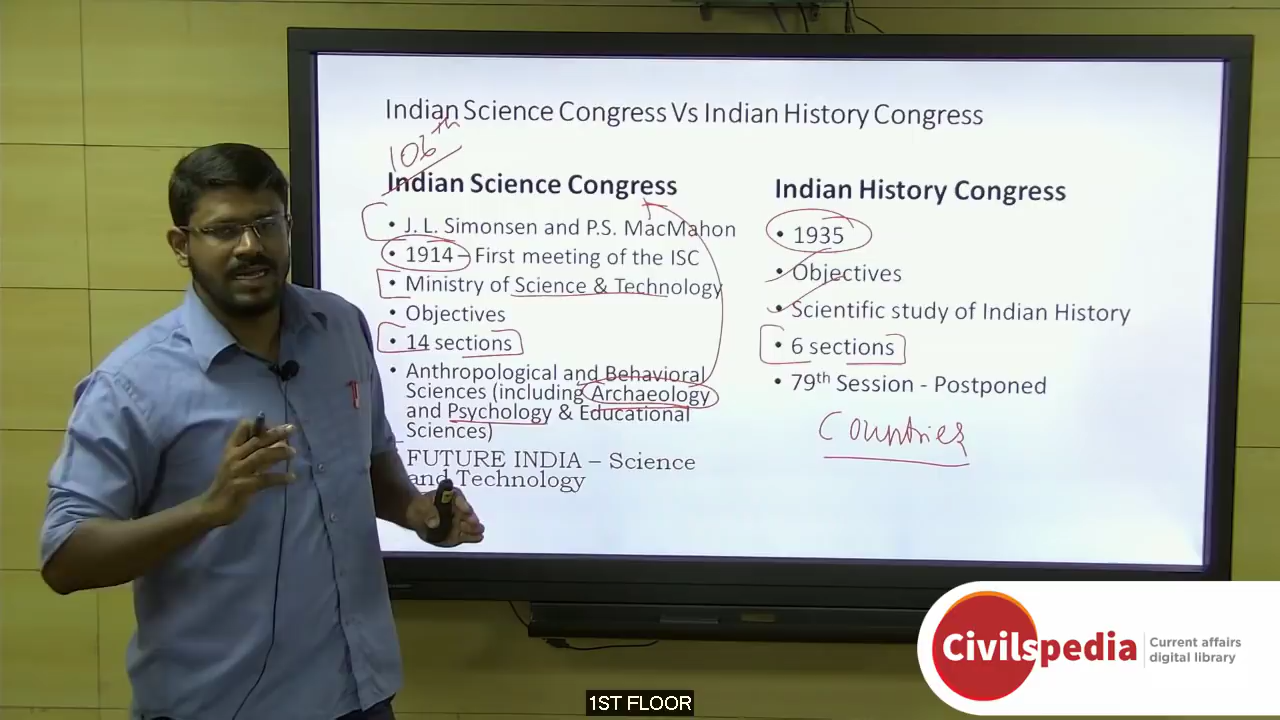 Indian Science Congress Vs Indian History Congress
106th
Indian Science Congress
• J. L. Simonsen and P.S. MacMahon
• 1914 – First meeting of the ISC
• Ministry of Science & Technology
• Objectives
• 14 sections
• Anthropological and Behavioral
Sciences (including Archaeology
and Psychology & Educational
Sciences)
FUTURE INDIA – Science
and Technology
Indian History Congress
• 1935
• Objectives
• Scientific study of Indian History
• 6 sections
• 79th Session - Postponed
Countries
Civilspedia
Current affairs
digital library
1ST FLOOR